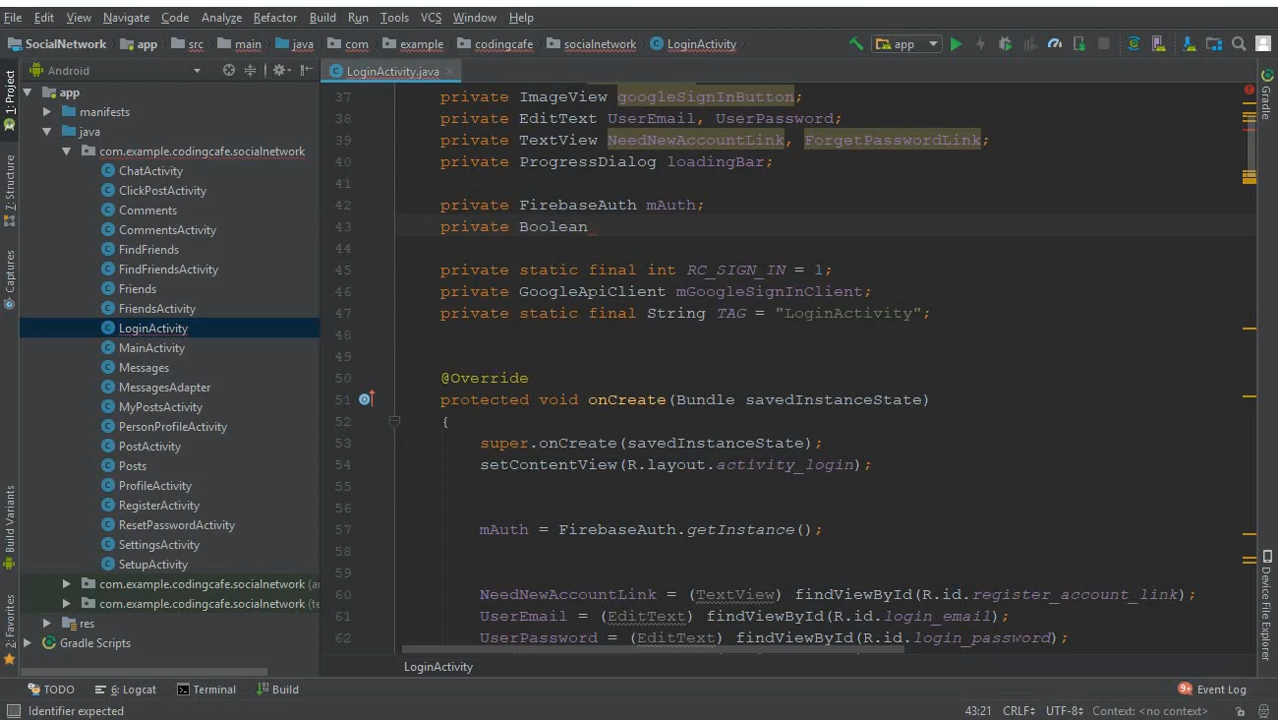 File Edit View Navigate Code Analyze Refactor Build Run Tools VCS Window Help
SocialNetwork app src main java com example codingcafe socialnetwork LoginActivity app
Android LoginActivity.java
1: Project
Structure
Captures
Build Variants
2: Favorites
app
manifests
java
com.example.codingcafe.socialnetwork
ChatActivity
ClickPostActivity
Comments
CommentsActivity
FindFriends
FindFriendsActivity
Friends
FriendsActivity
LoginActivity
MainActivity
Messages
MessagesAdapter
MyPostsActivity
PersonProfileActivity
PostActivity
Posts
ProfileActivity
RegisterActivity
ResetPasswordActivity
SettingsActivity
SetupActivity
com.example.codingcafe.socialnetwork (
com.example.codingcafe.socialnetwork (
res
Gradle Scripts
37 private ImageView googleSignInButton;
38 private EditText UserEmail, UserPassword;
39 private TextView NeedNewAccountLink, ForgetPasswordLink;
40 private ProgressDialog loadingBar;
41
42 private FirebaseAuth mAuth;
43 private Boolean
44
45 private static final int RC_SIGN_IN = 1;
46 private GoogleApiClient mGoogleSignInClient;
47 private static final String TAG = "LoginActivity";
48
49
50 @Override
51 protected void onCreate(Bundle savedInstanceState)
52 {
53 super.onCreate(savedInstanceState);
54 setContentView(R.layout.activity_login);
55
56
57 mAuth = FirebaseAuth.getInstance();
58
59
60 NeedNewAccountLink = (TextView) findViewById(R.id.register_account_link);
61 UserEmail = (EditText) findViewById(R.id.login_email);
62 UserPassword = (EditText) findViewById(R.id.login_password);
LoginActivity
Gradle
Device File Explorer
TODO 6: Logcat Terminal Build 9+ Event Log
Identifier expected 43:21 CRLF÷ UTF-8÷ Context: <no context>